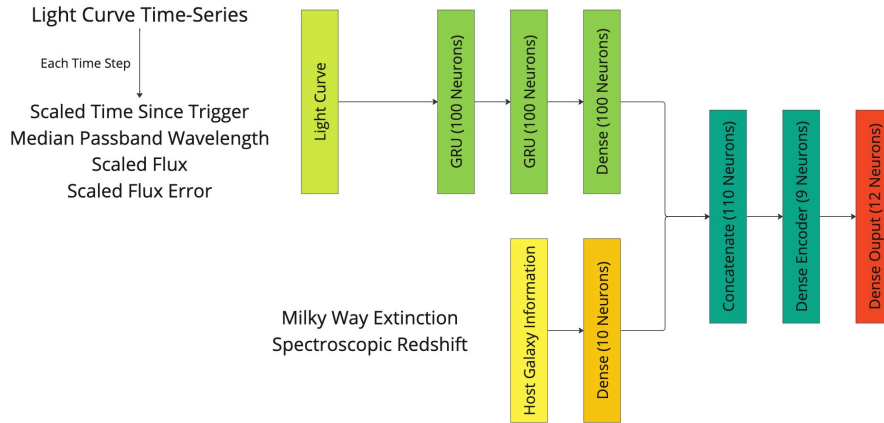 Light Curve Time-Series
Each Time Step
Scaled Time Since Trigger
Median Passband Wavelength
Scaled Flux
Scaled Flux Error
Light Curve
GRU (100 Neurons)
GRU (100 Neurons)
Dense (100 Neurons)
Milky Way Extinction
Spectroscopic Redshift
Host Galaxy Information
Dense (10 Neurons)
Concatenate (110 Neurons)
Dense Encoder (9 Neurons)
Dense Ouput (12 Neurons)